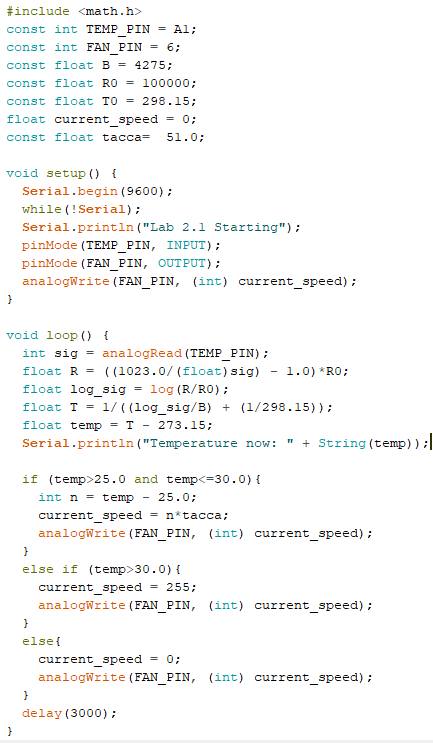 #include <math.h>
const int TEMP_PIN = A1;
const int FAN_PIN = 6;
const float B = 4275;
const float R0 = 100000;
const float T0 = 298.15;
float current_speed = 0;
const float tacca=  51.0;

void setup() {
  Serial.begin(9600);
  while(!Serial);
  Serial.println("Lab 2.1 Starting");
  pinMode(TEMP_PIN, INPUT);
  pinMode(FAN_PIN, OUTPUT);
  analogWrite(FAN_PIN, (int) current_speed);
}

void loop() {
  int sig = analogRead(TEMP_PIN);
  float R = ((1023.0/(float)sig) - 1.0)*R0;
  float log_sig = log(R/R0);
  float T = 1/((log_sig/B) + (1/298.15));
  float temp = T - 273.15;
  Serial.println("Temperature now: " + String(temp));

  if (temp>25.0 and temp<=30.0){
    int n = temp - 25.0;
    current_speed = n*tacca;
    analogWrite(FAN_PIN, (int) current_speed);
  }
  else if (temp>30.0){
    current_speed = 255;
    analogWrite(FAN_PIN, (int) current_speed);
  }
  else{
    current_speed = 0;
    analogWrite(FAN_PIN, (int) current_speed);
  }
  delay(3000);
}